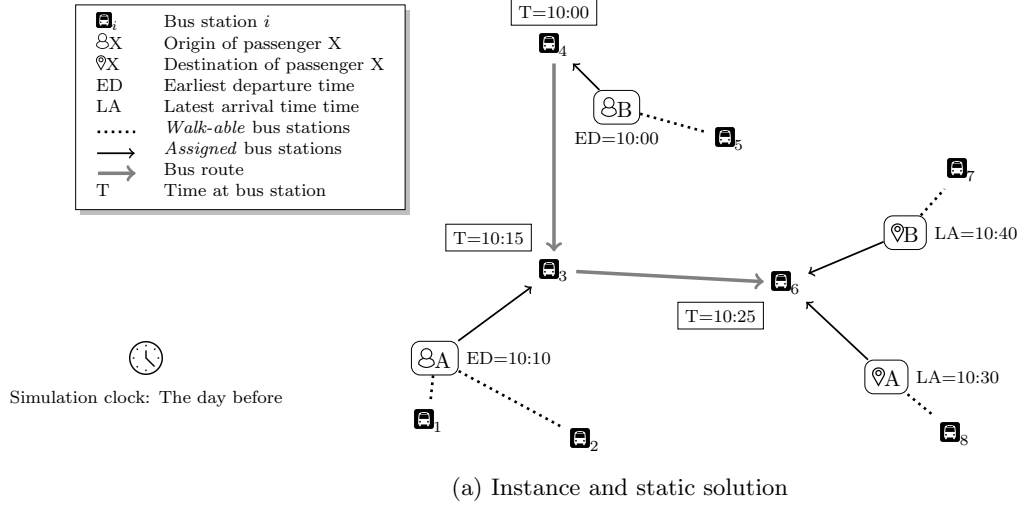 T=10:00
i Bus station i
X Origin of passenger X
X Destination of passenger X
ED Earliest departure time
LA Latest arrival time time
Walk-able bus stations
Assigned bus stations
Bus route
T Time at bus station
4
B
ED=10:00
5
7
B LA=10:40
T=10:15
3
6
T=10:25
A ED=10:10
A LA=10:30
Simulation clock: The day before
1
2
8
(a) Instance and static solution